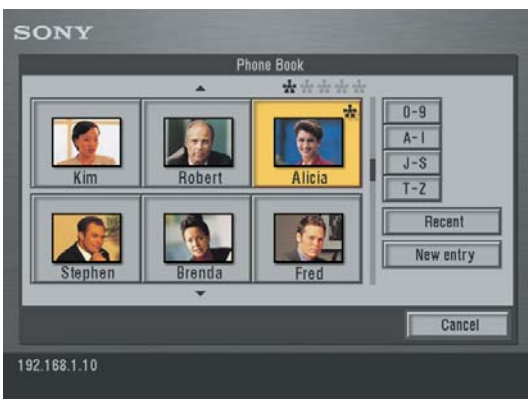 SONY
Phone Book
Kim
Robert
Alicia
Stephen
Brenda
Fred
0-9
A-I
J-S
T-Z
Recent
New entry
Cancel
192.168.1.10